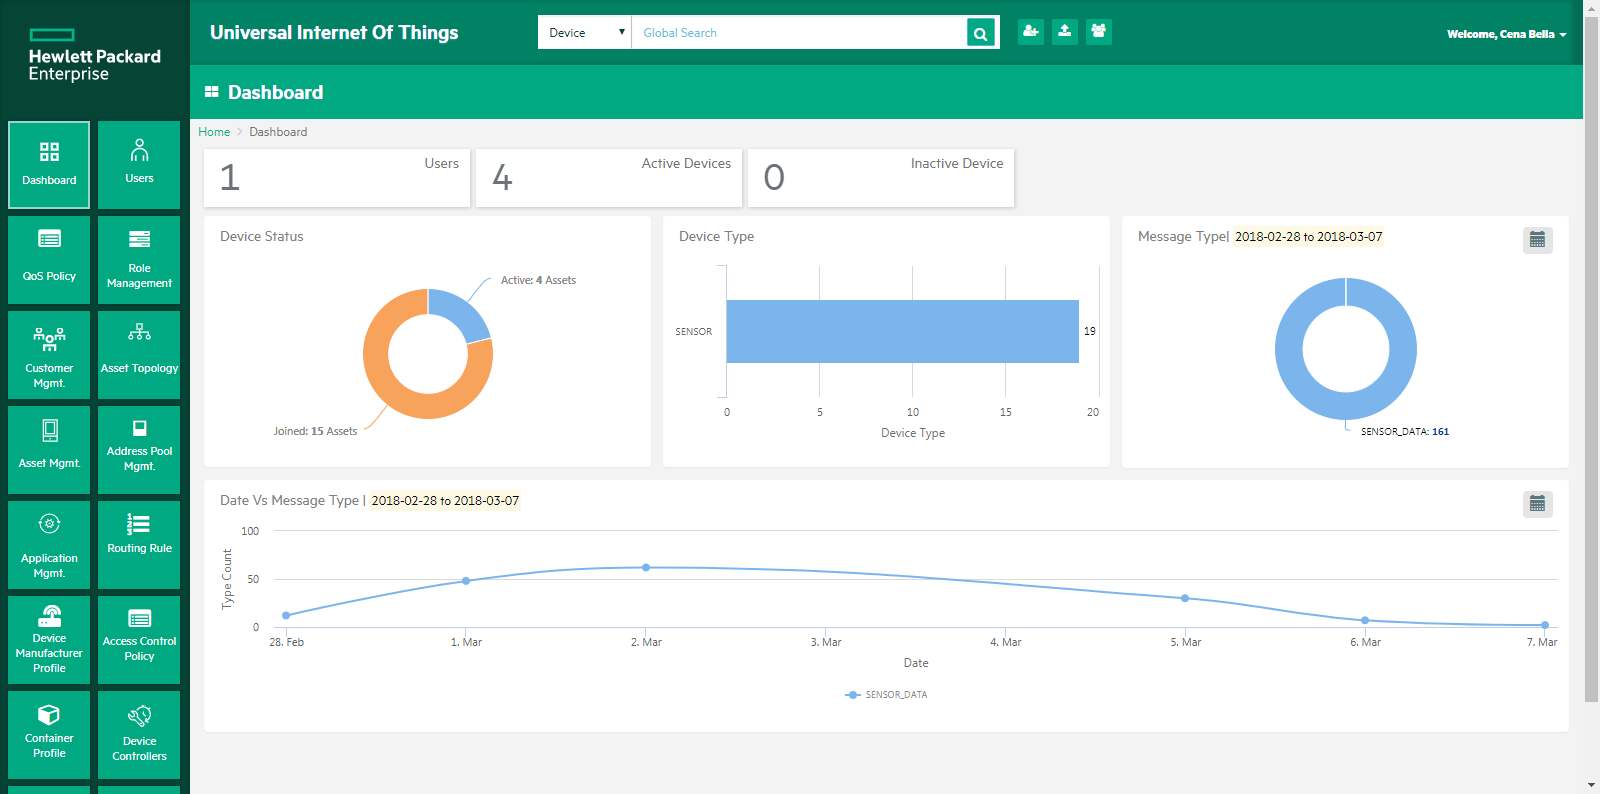 Hewlett Packard
Enterprise
Universal Internet Of Things
Device
Global Search
Welcome, Cena Bella
Dashboard
Home > Dashboard
Dashboard
Users
QoS Policy
Role
Management
Customer
Mgmt.
Asset Topology
Asset Mgmt.
Address Pool
Mgmt.
Application
Mgmt.
1
2
3
Routing Rule
Device
Manufacturer
Profile
Access Control
Policy
Container
Profile
Device
Controllers
1 Users
4 Active Devices
0 Inactive Device
Device Status
Active: 4 Assets
Joined: 15 Assets
Device Type
SENSOR
19
0 5 10 15 20
Device Type
Message Type| 2018-02-28 to 2018-03-07
SENSOR_DATA: 161
Date Vs Message Type | 2018-02-28 to 2018-03-07
Type Count
100
50
0
28. Feb 1. Mar 2. Mar 3. Mar 4. Mar 5. Mar 6. Mar 7. Mar
Date
SENSOR_DATA